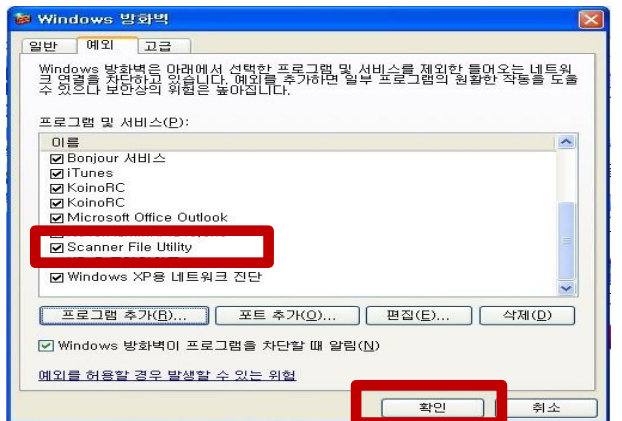 Windows 방화벽
일반 예외 고급
Windows 방화벽은 아래에서 선택한 프로그램 및 서비스를 제외한 들어오는 네트워
크 연결을 차단하고 있습니다. 예외를 추가하면 일부 프로그램의 원활한 작동을 도울
수 있으나 보안상의 위험은 높아집니다.
프로그램 및 서비스(P):
이름
Bonjour 서비스
iTunes
KoinoRC
KoinoRC
Microsoft Office Outlook
Scanner File Utility
Windows XP용 네트워크 진단
프로그램 추가(R)... 포트 추가(O)... 편집(E)... 삭제(D)
Windows 방화벽이 프로그램을 차단할 때 알림(N)
예외를 허용할 경우 발생할 수 있는 위험
확인 취소